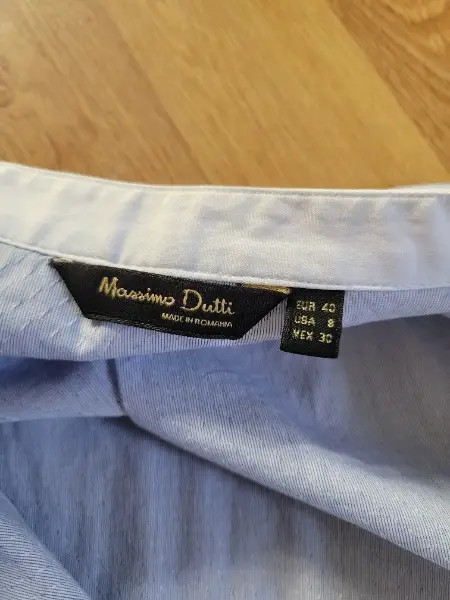 Massimo Dutti
MADE IN ROMANIA
EUR 40
USA 8
MEX 30